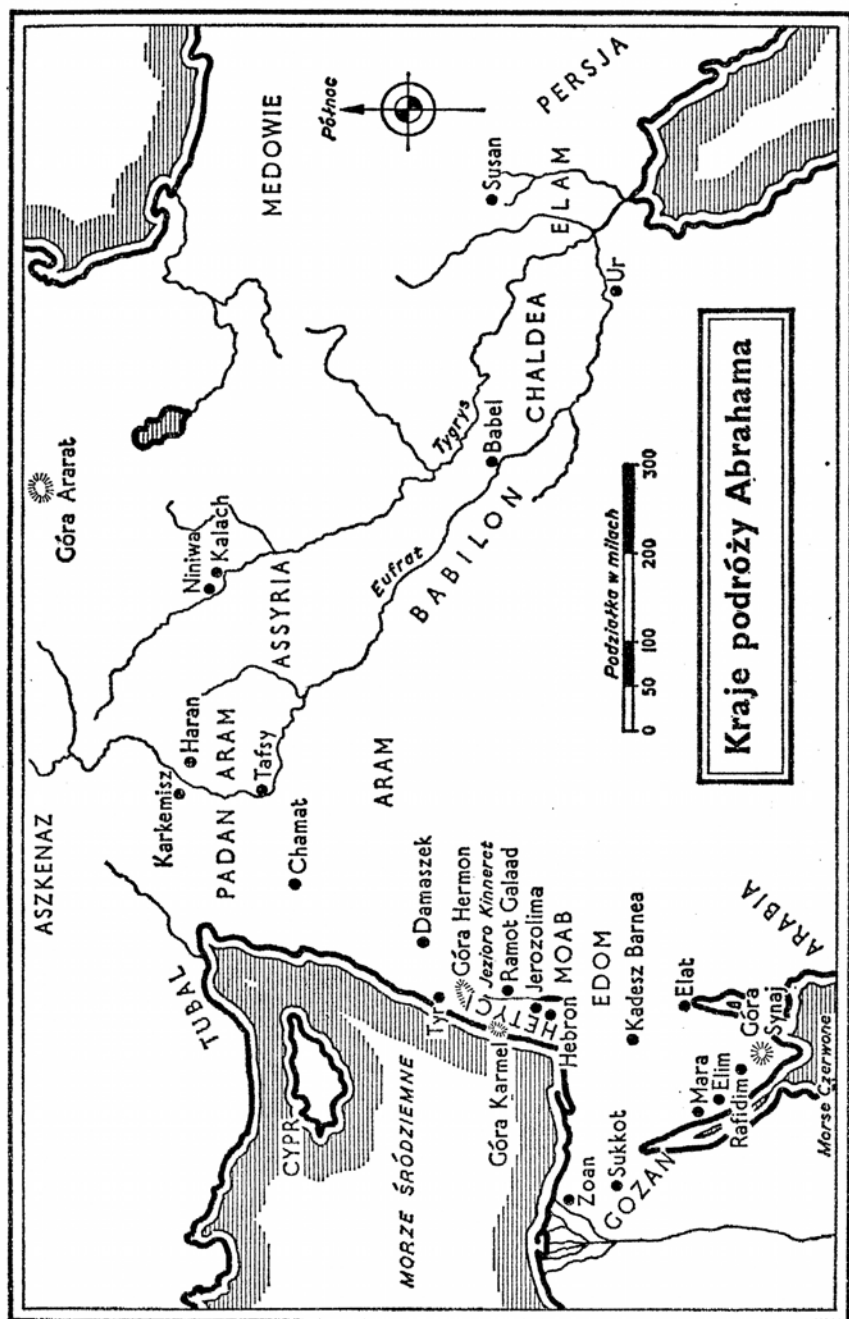 ASZKENAZ
Góra Ararat
TUBAL
Karkemisz
Haran
PADAN ARAM
Tafsy
Niniwa
Kalach
ASSYRIA
MEDOWIE
Północ
CYPR
Chamat
MORZE ŚRÓDZIEMNE
ARAM
Damaszek
Tyr
Góra Hermon
Jezioro Kinneret
Góra Karmel
Ramot Galaad
HETYCI
Jerozolima
Hebron
MOAB
EDOM
Kadesz Barnea
Eufrat
Tygrys
BABILON
Babel
CHALDEA
Susan
ELAM
PERSJA
Ur
Zoan
Sukkot
GOZAN
Mara
Elim
Rafidim
Elat
Góra
Synaj
ARABIA
Morse Czerwone
Podziałka w milach
0 50 100 200 300
Kraje podróży Abrahama